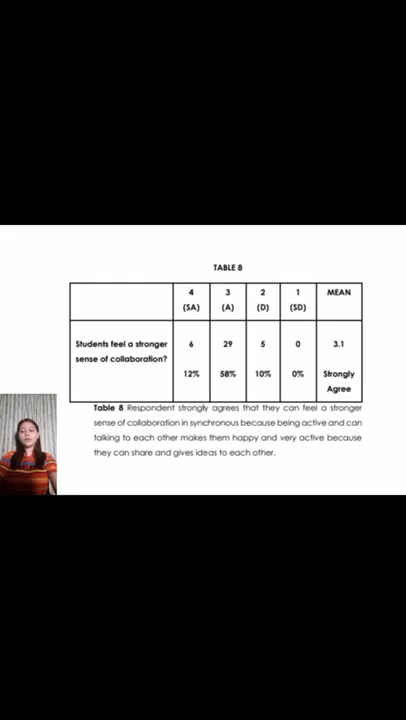 TABLE 8
4 3 2 1 MEAN
(SA) (A) (D) (SD)
Students feel a stronger 6 29 5 0 3.1
sense of collaboration?
12% 58% 10% 0% Strongly
Agree
Table 8 Respondent strongly agrees that they can feel a stronger
sense of collaboration in synchronous because being active and can
talking to each other makes them happy and very active because
they can share and gives ideas to each other.